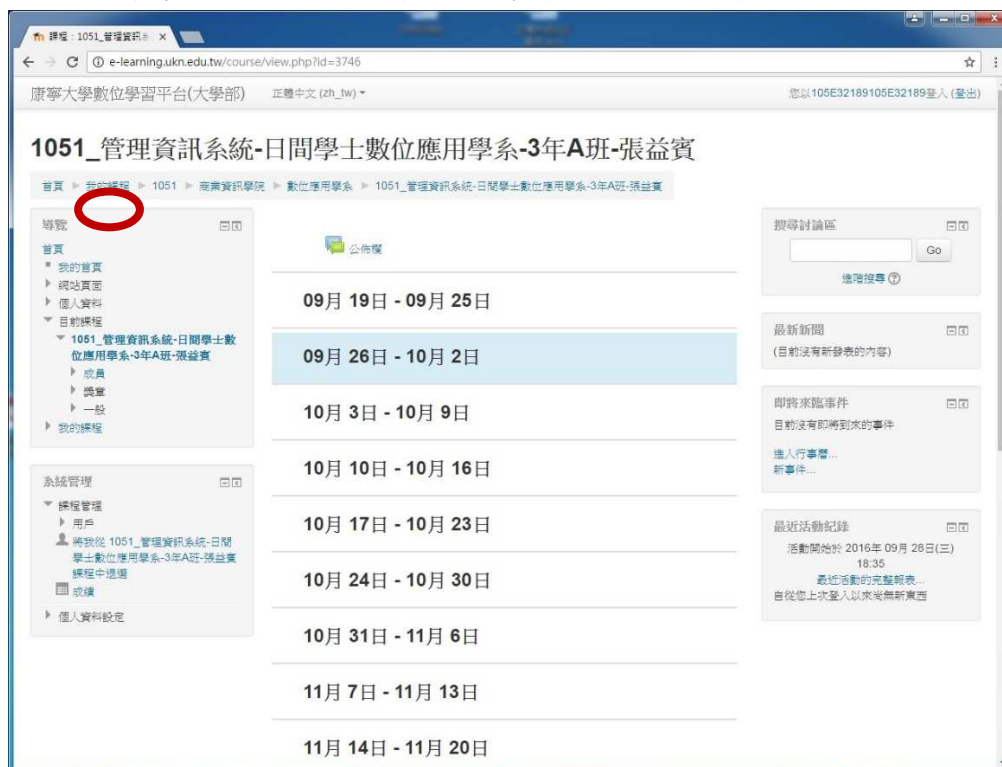 課程：1051_管理資訊系
e-learning.ukn.edu.tw/course/view.php?id=3746
康寧大學數位學習平台(大學部)
正體中文 (zh_tw)
您以105E32189105E32189登入 (登出)
1051_管理資訊系統-日間學士數位應用學系-3年A班-張益賓
首頁 ▶ 我的課程 ▶ 1051 ▶ 商業資訊學院 ▶ 數位應用學系 ▶ 1051_管理資訊系統-日間學士數位應用學系-3年A班-張益賓
導覽
首頁
我的首頁
網站頁面
個人資料
目前課程
1051_管理資訊系統-日間學士數
位應用學系-3年A班-張益賓
成員
獎章
一般
我的課程
系統管理
課程管理
用戶
將我從 1051_管理資訊系統-日間
學士數位應用學系-3年A班-張益賓
課程中退選
成績
個人資料設定
公佈欄
09月 19日 - 09月 25日
09月 26日 - 10月 2日
10月 3日 - 10月 9日
10月 10日 - 10月 16日
10月 17日 - 10月 23日
10月 24日 - 10月 30日
10月 31日 - 11月 6日
11月 7日 - 11月 13日
11月 14日 - 11月 20日
搜尋討論區
Go
進階搜尋
最新新聞
(目前沒有新發表的內容)
即將來臨事件
目前沒有即將到來的事件
進入行事曆...
新事件...
最近活動紀錄
活動開始於 2016年 09月 28日(三)
18:35
最近活動的完整報表...
自從您上次登入以來尚無新東西